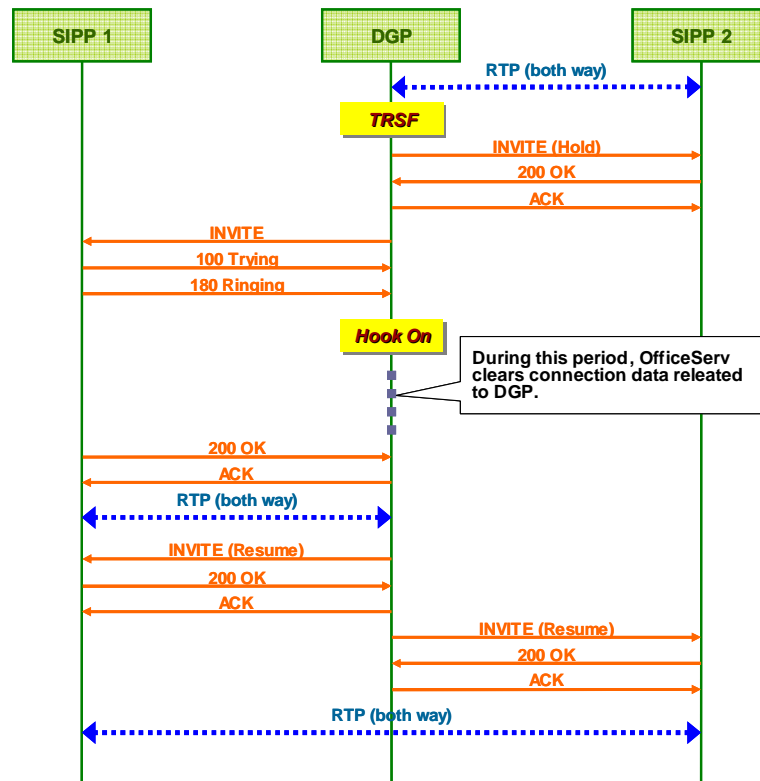 SIPP 1
DGP
SIPP 2
RTP (both way)
TRSF
INVITE (Hold)
200 OK
ACK
INVITE
100 Trying
180 Ringing
Hook On
During this period, OfficeServ
clears connection data releated
to DGP.
200 OK
ACK
RTP (both way)
INVITE (Resume)
200 OK
ACK
INVITE (Resume)
200 OK
ACK
RTP (both way)